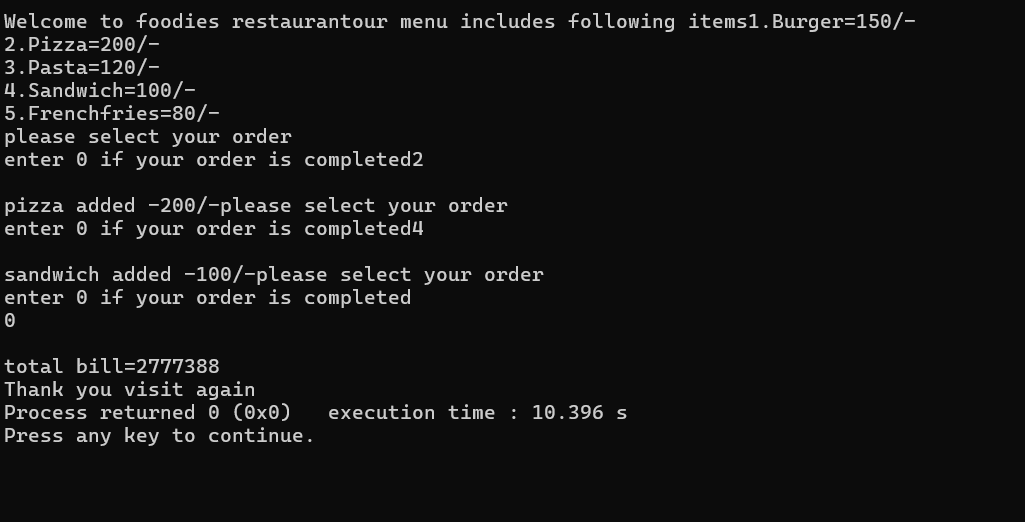 Welcome to foodies restaurantour menu includes following items1.Burger=150/-
2.Pizza=200/-
3.Pasta=120/-
4.Sandwich=100/-
5.Frenchfries=80/-
please select your order
enter 0 if your order is completed2
pizza added -200/-please select your order
enter 0 if your order is completed4
sandwich added -100/-please select your order
enter 0 if your order is completed
0
total bill=2777388
Thank you visit again
Process returned 0 (0x0)   execution time : 10.396 s
Press any key to continue.